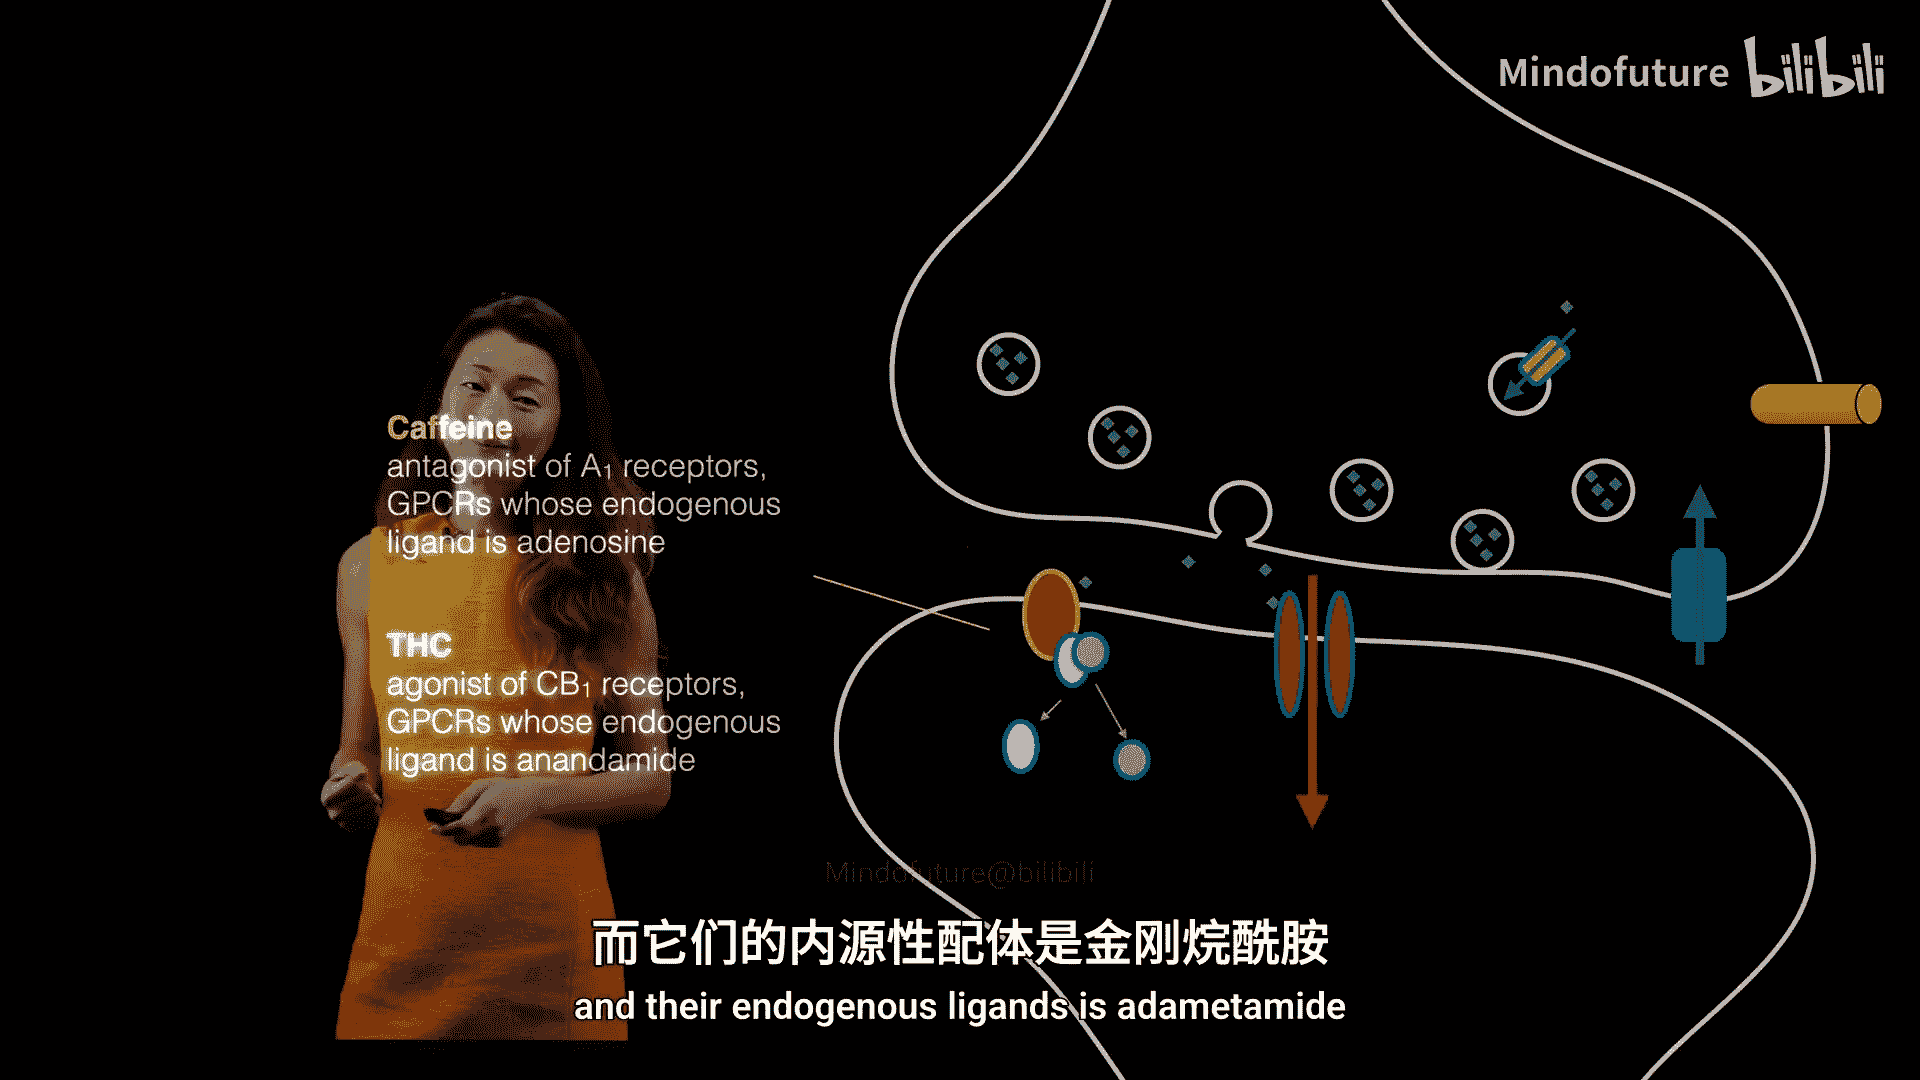 Mindofuture bilibili
Caffeine
antagonist of A₁ receptors,
GPCRs whose endogenous
ligand is adenosine
THC
agonist of CB₁ receptors,
GPCRs whose endogenous
ligand is anandamide
Mindofuture@bilibili
而它们的内源性配体是金刚烷酰胺
and their endogenous ligands is adametamide